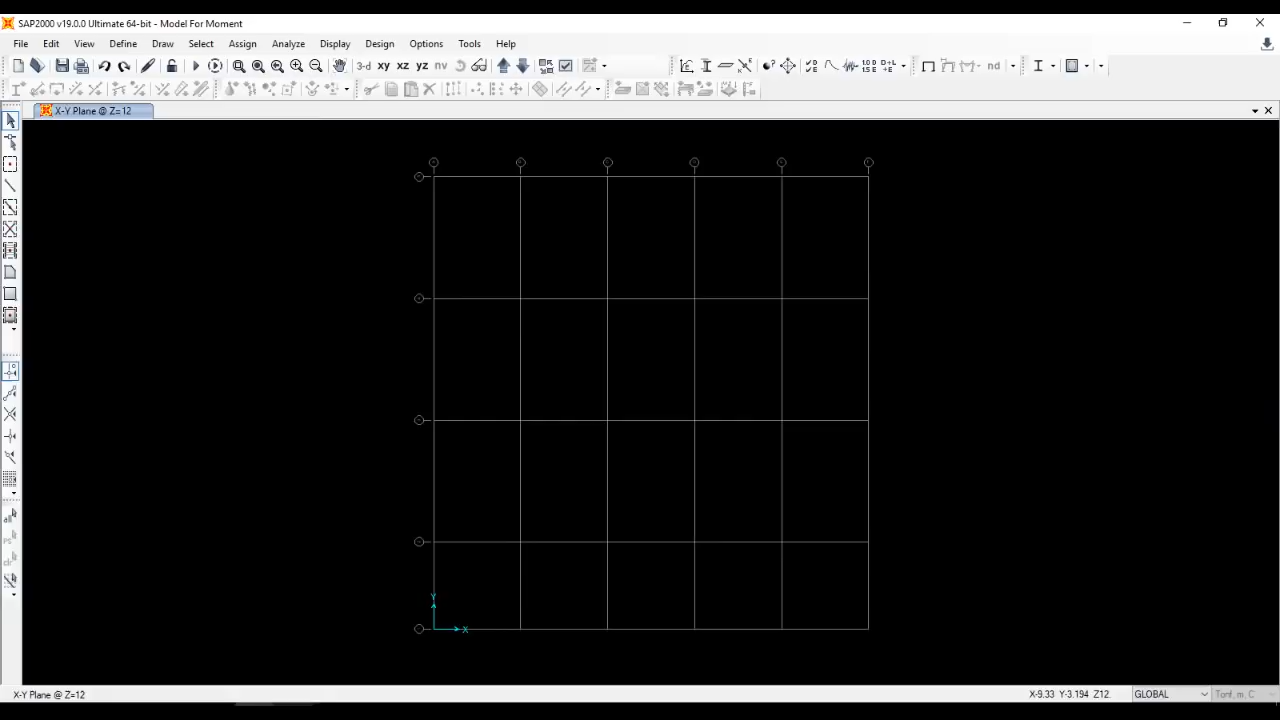 SAP2000 v19.0.0 Ultimate 64-bit - Model For Moment
File Edit View Define Draw Select Assign Analyze Display Design Options Tools Help
3-d xy xz yz nv nd
X-Y Plane @ Z=12
Y
X
X-Y Plane @ Z=12 X-9.33 Y-3.194 Z12 GLOBAL Tonf, m, C